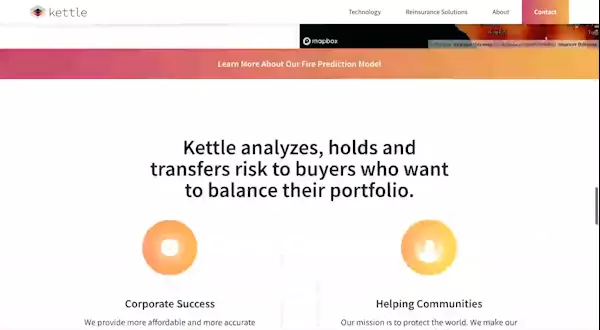 kettle
Technology
Reinsurance Solutions
About
Contact
mapbox
Learn More About Our Fire Prediction Model
Kettle analyzes, holds and
transfers risk to buyers who want
to balance their portfolio.
Corporate Success
Helping Communities
We provide more affordable and more accurate
Our mission is to protect the world. We make our